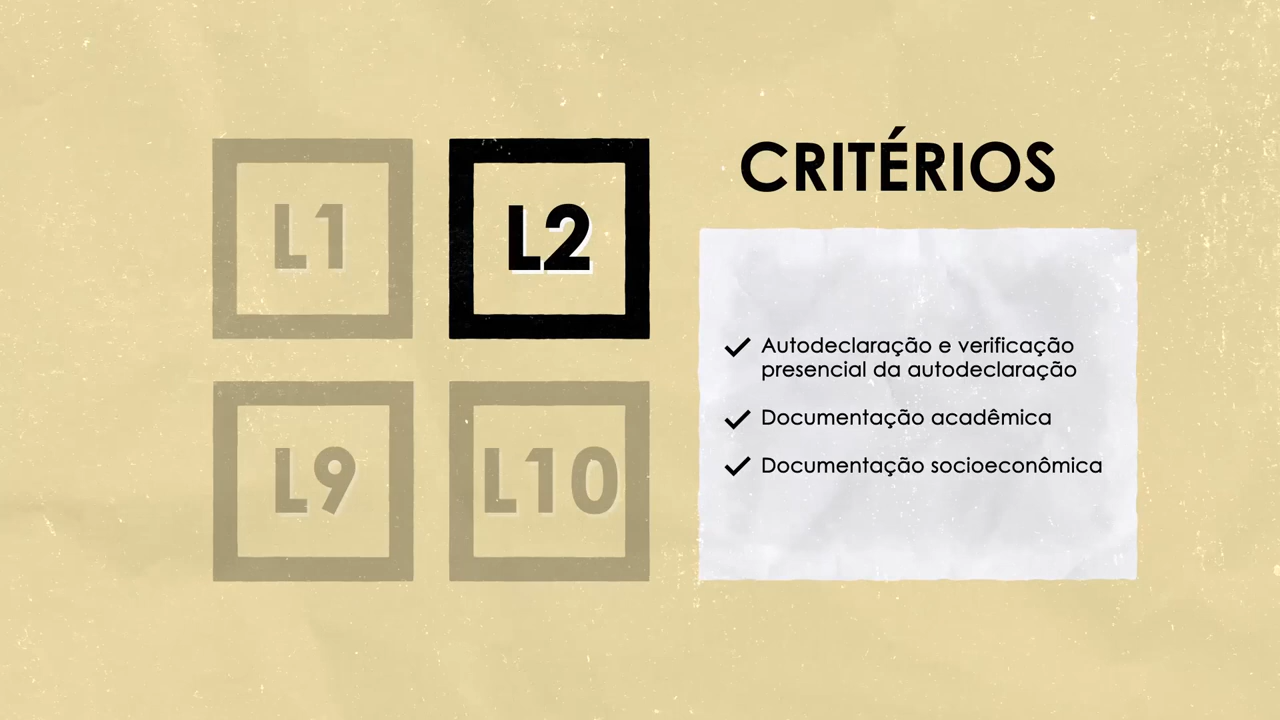 L1
L2
L9
L10
CRITÉRIOS
Autodeclaração e verificação
presencial da autodeclaração
Documentação acadêmica
Documentação socioeconômica